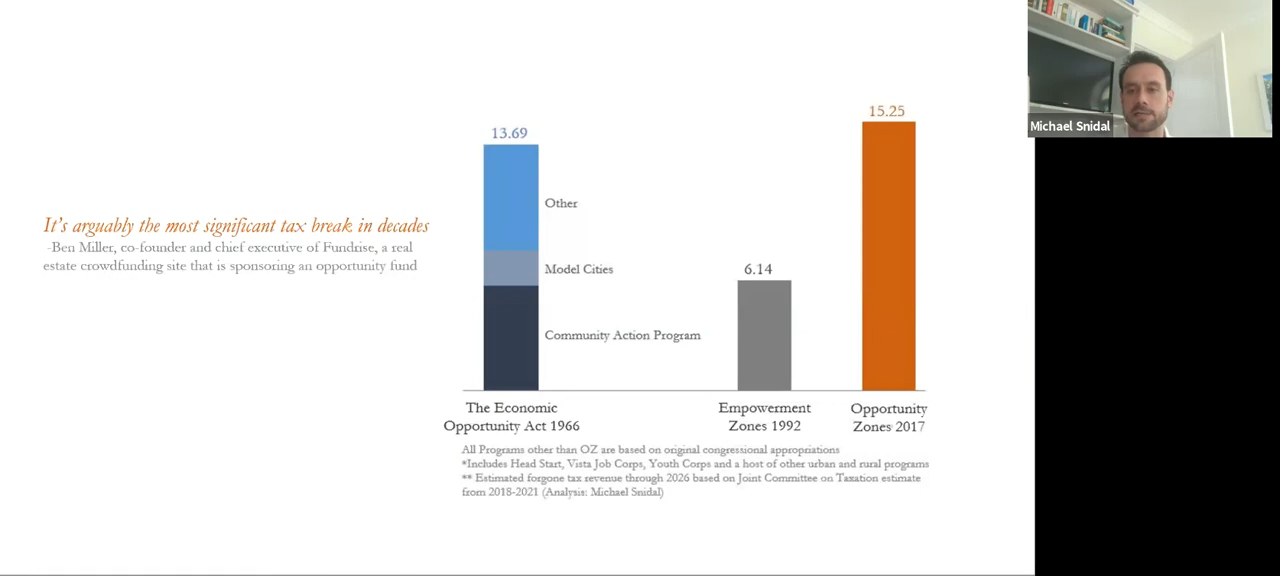 It's arguably the most significant tax break in decades
-Ben Miller, co-founder and chief executive of Fundrise, a real
estate crowdfunding site that is sponsoring an opportunity fund
13.69
Other
Model Cities
Community Action Program
6.14
15.25
The Economic
Opportunity Act 1966
Empowerment
Zones 1992
Opportunity
Zones 2017
All Programs other than OZ are based on original congressional appropriations
*Includes Head Start, Vista Job Corps, Youth Corps and a host of other urban and rural programs
** Estimated forgone tax revenue through 2026 based on Joint Committee on Taxation estimate
from 2018-2021 (Analysis: Michael Snidal)
Michael Snidal